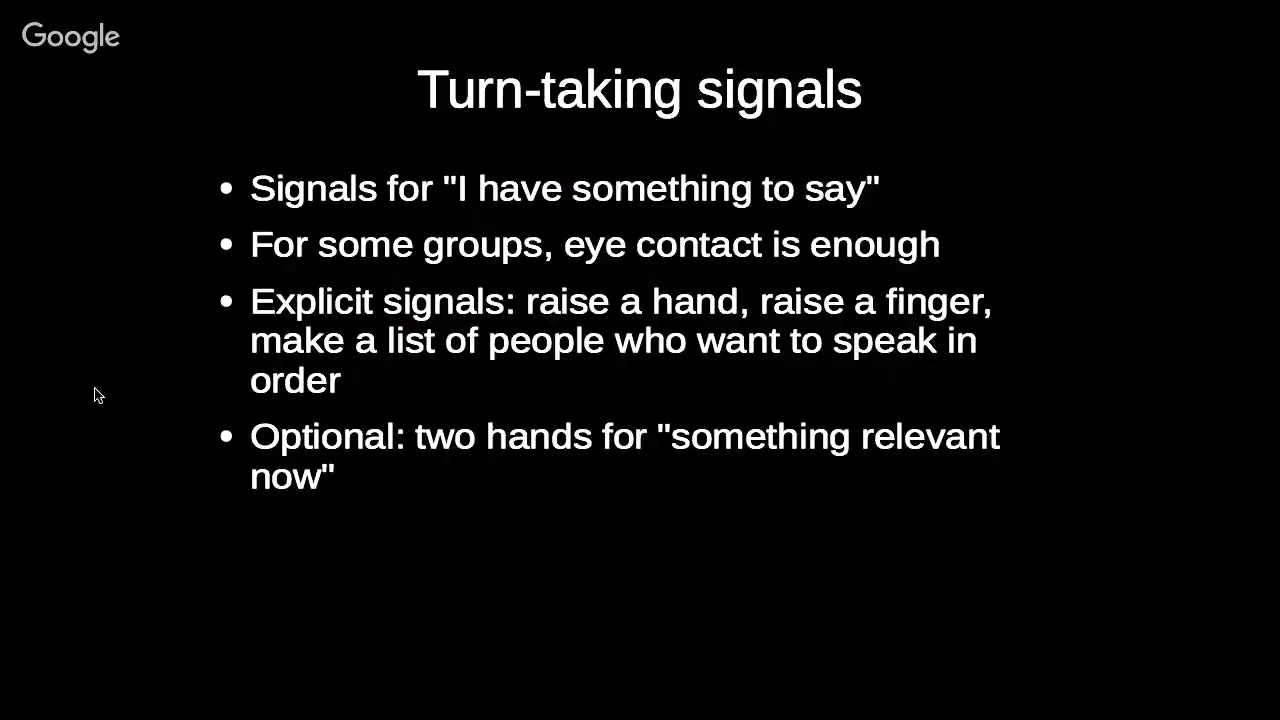 Google
Turn-taking signals
• Signals for "I have something to say"
• For some groups, eye contact is enough
• Explicit signals: raise a hand, raise a finger,
make a list of people who want to speak in
order
• Optional: two hands for "something relevant
now"